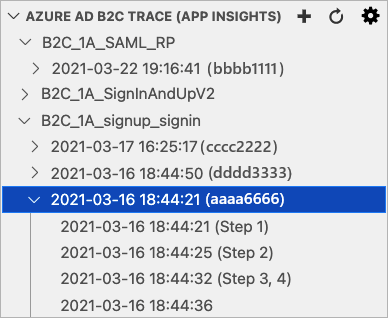 AZURE AD B2C TRACE (APP INSIGHTS)
B2C_1A_SAML_RP
2021-03-22 19:16:41 (bbbb1111)
B2C_1A_SignInAndUpV2
B2C_1A_signup_signin
2021-03-17 16:25:17 (cccc2222)
2021-03-16 18:44:50 (dddd3333)
2021-03-16 18:44:21 (aaaa6666)
2021-03-16 18:44:21 (Step 1)
2021-03-16 18:44:25 (Step 2)
2021-03-16 18:44:32 (Step 3, 4)
2021-03-16 18:44:36